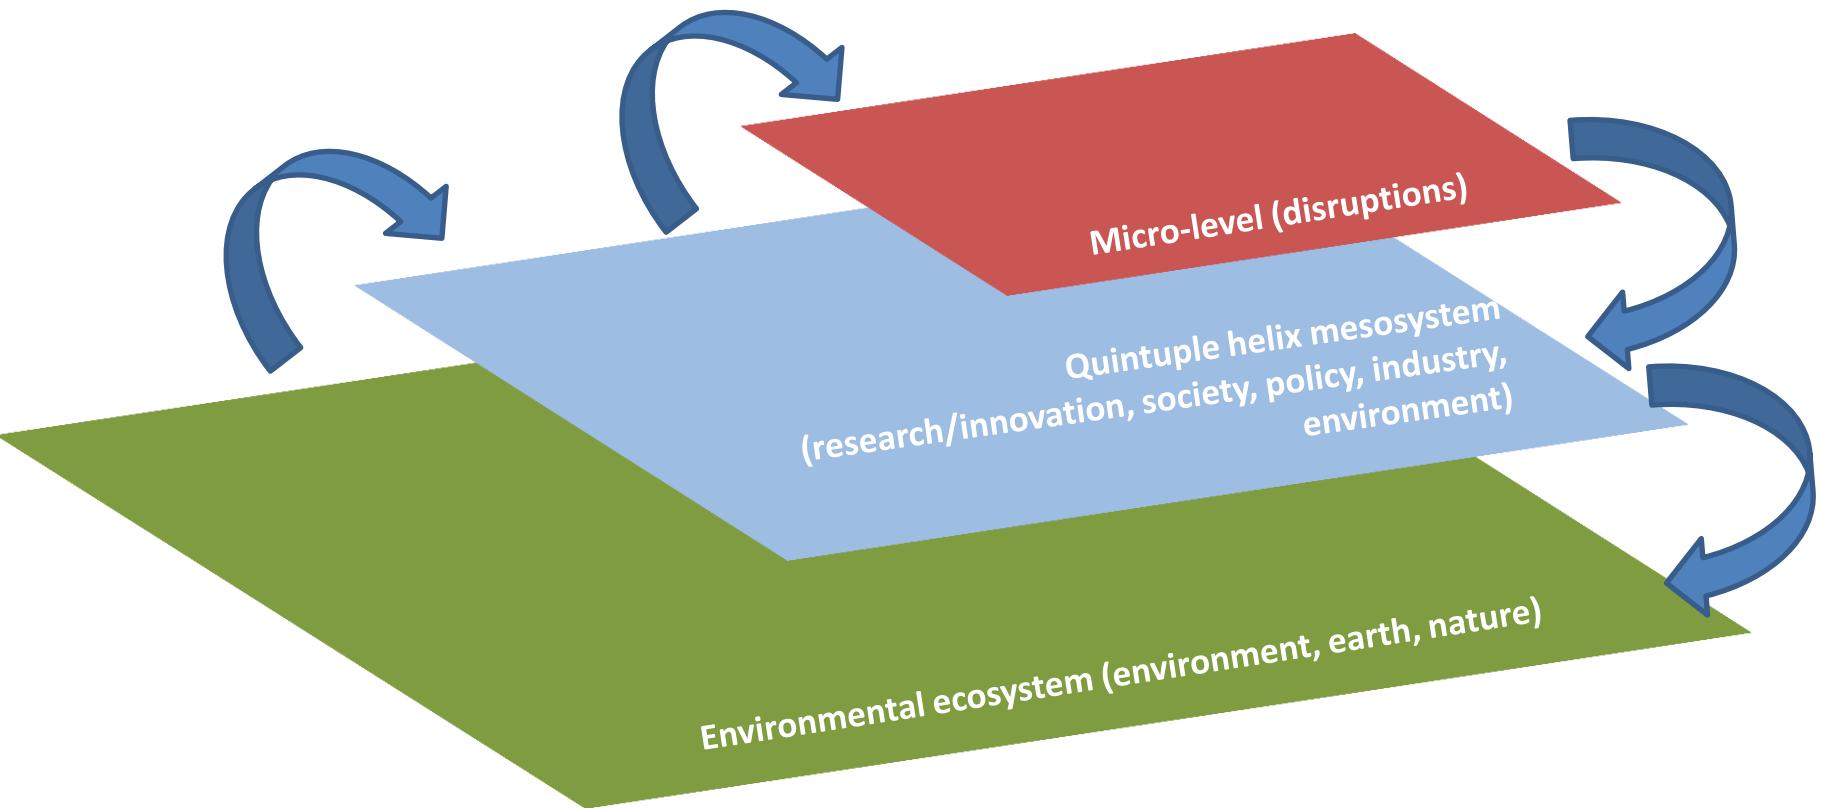 Micro-level (disruptions)
Quintuple helix mesosystem
(research/innovation, society, policy, industry,
environment)
Environmental ecosystem (environment, earth, nature)